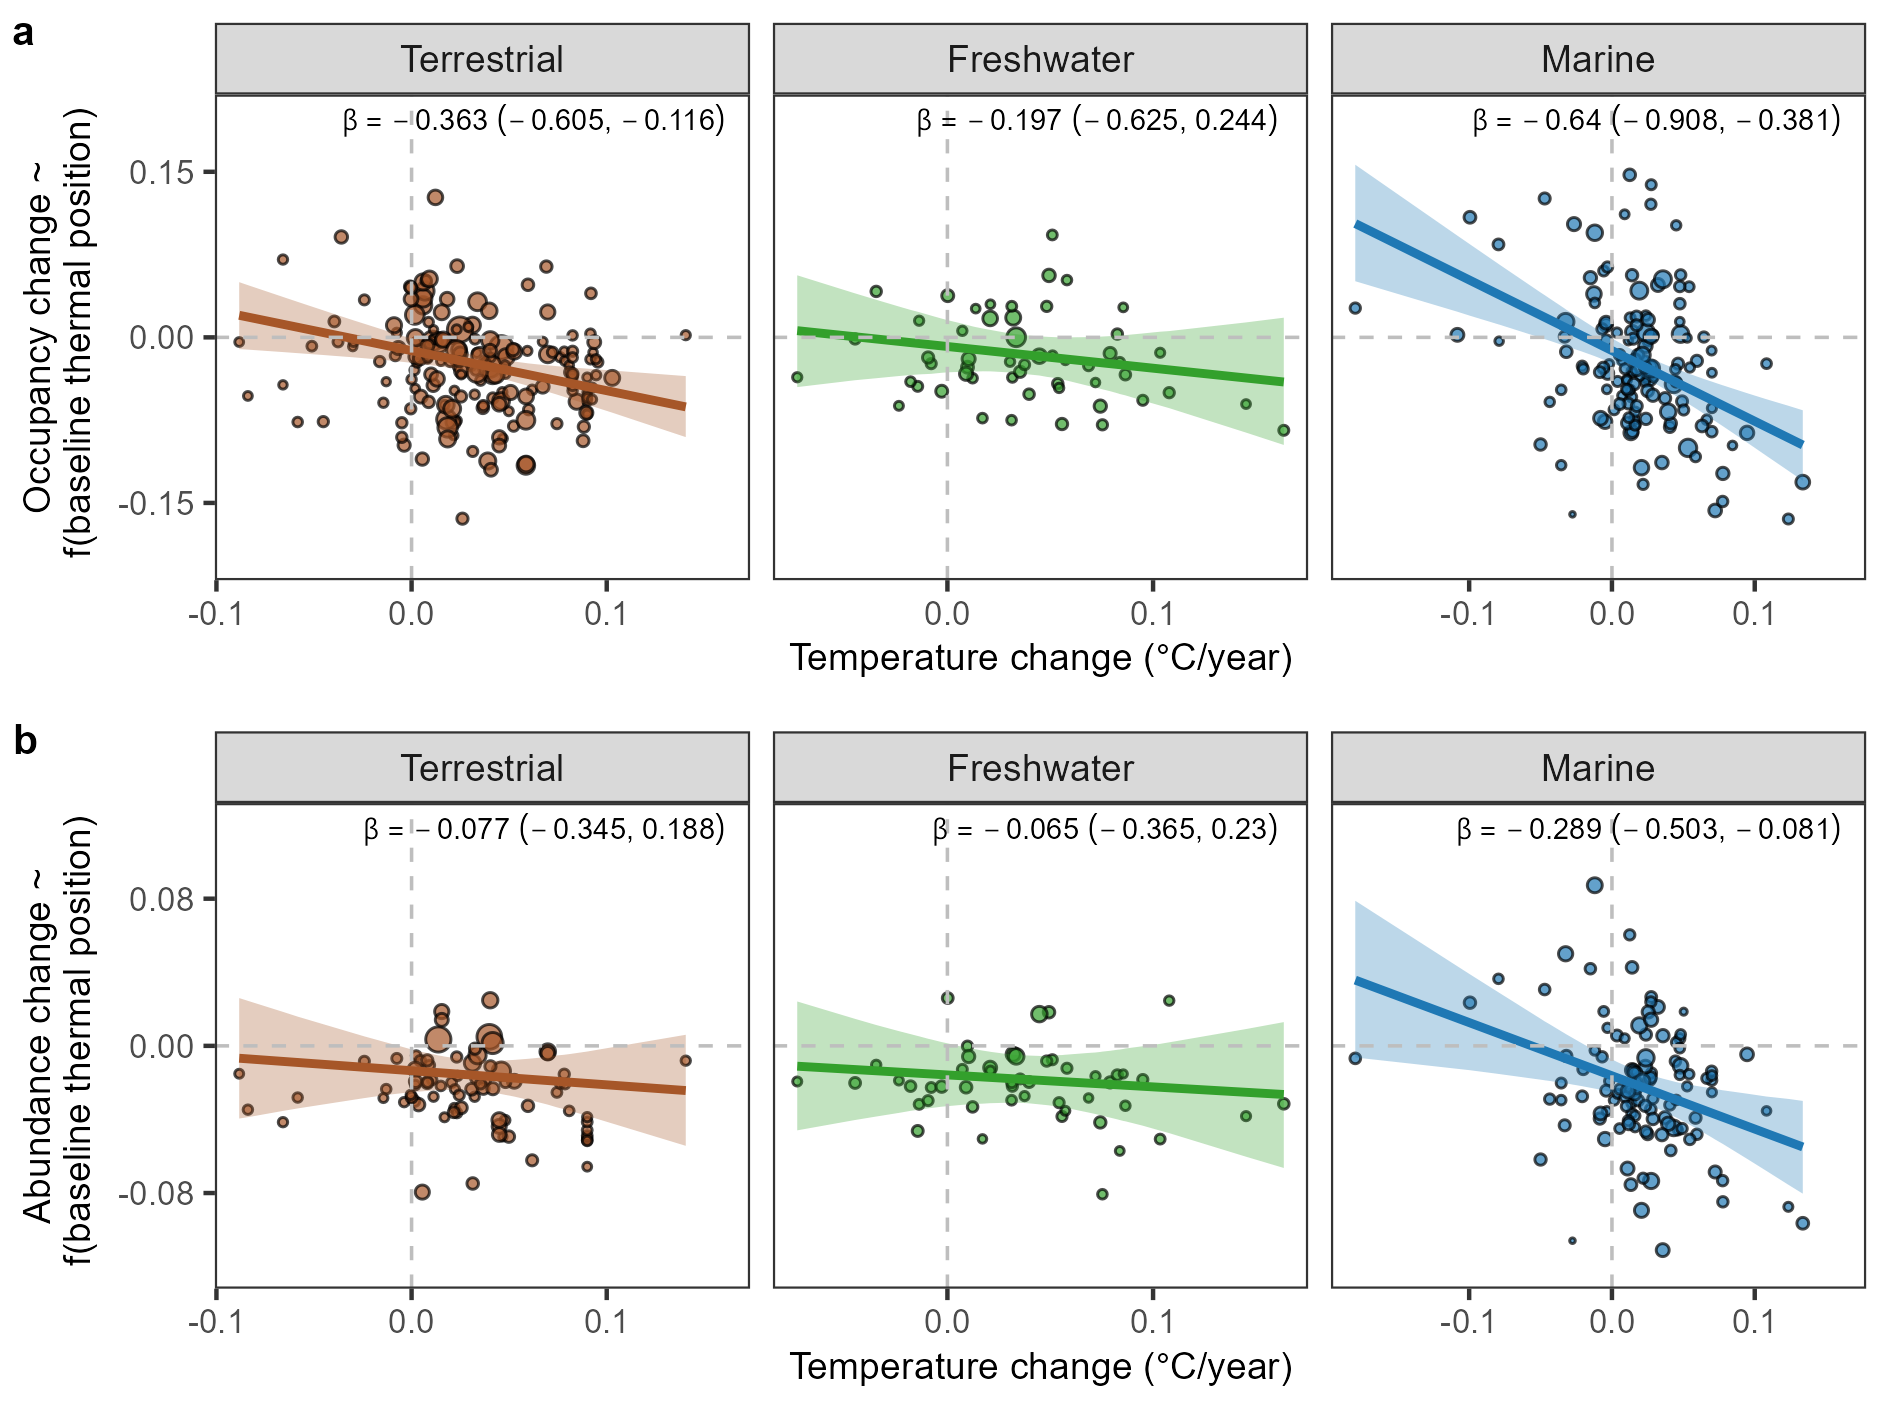 a
Terrestrial
Freshwater
Marine
β = −0.363 (−0.605, −0.116)
β = −0.197 (−0.625, 0.244)
β = −0.64 (−0.908, −0.381)
Occupancy change ~
f(baseline thermal position)
0.15
0.00
-0.15
-0.1
0.0
0.1
0.0
0.1
-0.1
0.0
0.1
Temperature change (°C/year)
b
Terrestrial
Freshwater
Marine
β = −0.077 (−0.345, 0.188)
β = −0.065 (−0.365, 0.23)
β = −0.289 (−0.503, −0.081)
Abundance change ~
f(baseline thermal position)
0.08
0.00
-0.08
-0.1
0.0
0.1
0.0
0.1
-0.1
0.0
0.1
Temperature change (°C/year)